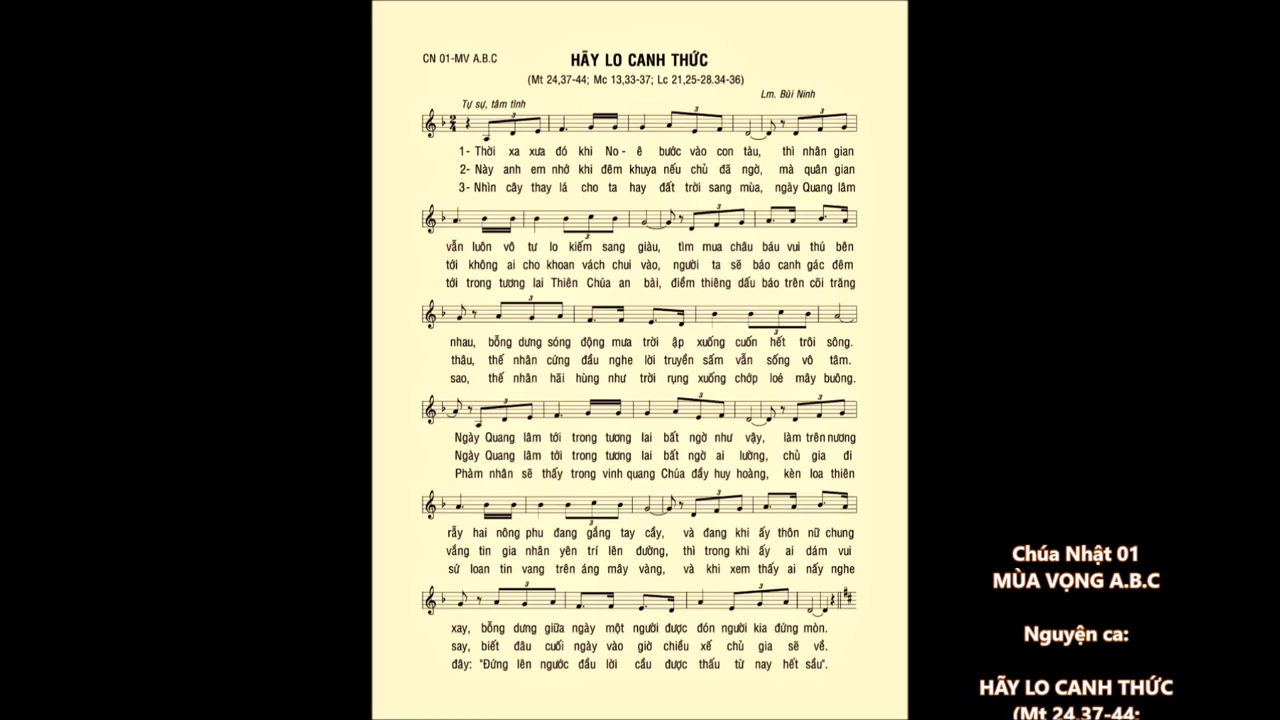 CN 01-MV A.B.C
HÃY LO CANH THỨC
(Mt 24,37-44; Mc 13,33-37; Lc 21,25-28.34-36)
Lm. Bùi Ninh
Tự sự, tâm tình
1- Thời xa xưa đó khi No - ê bước vào con tàu, thì nhân gian
2- Này anh em nhớ khi đêm khuya nếu chủ đã ngờ, mà quân gian
3- Nhìn cây thay lá cho ta hay đất trời sang mùa, ngày Quang lâm
vẫn luôn vô tư lo kiếm sang giàu, tìm mua châu báu vui thú bên
tới không ai cho khoan vách chui vào, người ta sẽ báo canh gác đêm
tới trong tương lai Thiên Chúa an bài, điềm thiêng dấu báo trên cõi trăng
nhau, bỗng dưng sóng động mưa trời ập xuống cuốn hết trôi sông.
thâu, thế nhân cứng đầu nghe lời truyền sấm vẫn sống vô tâm.
sao, thế nhân hãi hùng như trời rụng xuống chớp loé mây buông.
Ngày Quang lâm tới trong tương lai bất ngờ như vậy, làm trên nương
Ngày Quang lâm tới trong tương lai bất ngờ ai lường, chủ gia đi
Phàm nhân sẽ thấy trong vinh quang Chúa đầy huy hoàng, kèn loa thiên
rẫy hai nông phu đang gắng tay cầy, và đang khi ấy thôn nữ chung
vắng tin gia nhân yên trí lên đường, thì trong khi ấy ai dám vui
sứ loan tin vang trên áng mây vàng, và khi xem thấy ai nấy nghe
xay, bỗng dưng giữa ngày một người được đón người kia đứng mòn.
say, biết đâu cuối ngày vào giờ chiều xế chủ gia sẽ về.
đây: "Đứng lên ngước đầu lời cầu được thấu từ nay hết sầu".
Chúa Nhật 01
MÙA VỌNG A.B.C
Nguyện ca:
HÃY LO CANH THỨC
(Mt 24,37-44;